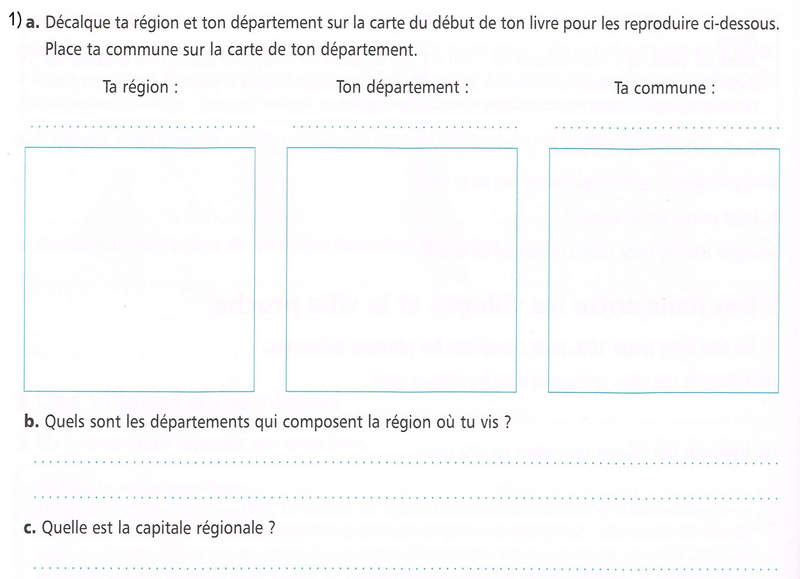 1) a. Décalque ta région et ton département sur la carte du début de ton livre pour les reproduire ci-dessous.
Place ta commune sur la carte de ton département.
Ta région :
Ton département :
Ta commune :
b. Quels sont les départements qui composent la région où tu vis ?
c. Quelle est la capitale régionale ?